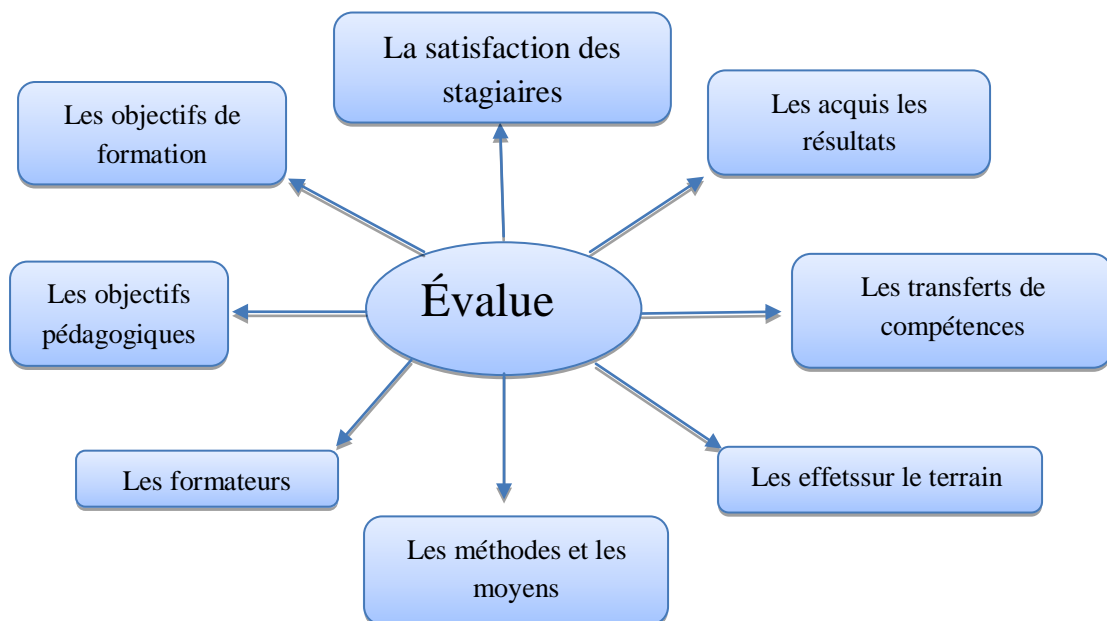 La satisfaction des
stagiaires
Les objectifs de
formation
Les acquis les
résultats
Évalue
Les objectifs
pédagogiques
Les transferts de
compétences
Les formateurs
Les effetssur le terrain
Les méthodes et les
moyens